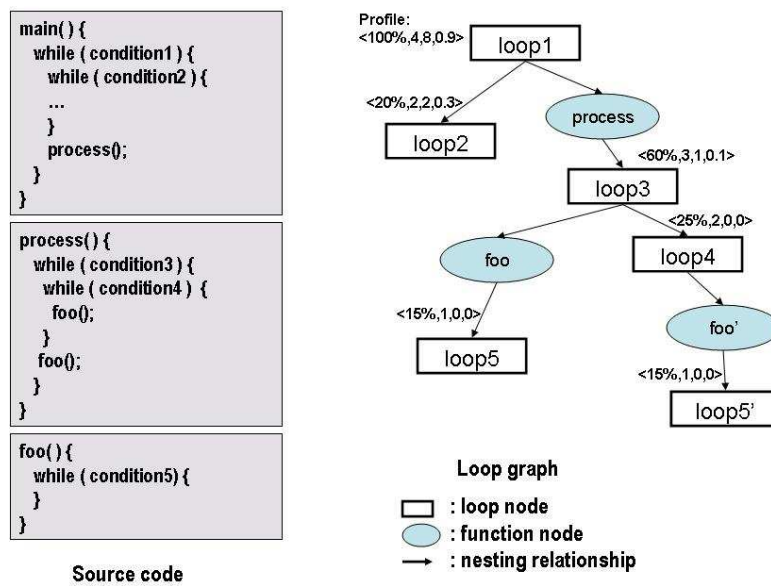 main( ) {
while ( condition1 ) {
while ( condition2 ) {
...
}
process();
}
}
process() {
while ( condition3 ) {
while ( condition4 ) {
foo();
}
foo();
}
}
foo( ) {
while ( condition5) {
}
}
Source code
Profile:
<100%,4,8,0.9>
loop1
<20%,2,2,0.3>
loop2
process
<60%,3,1,0.1>
loop3
foo
<25%,2,0,0>
loop4
<15%,1,0,0>
loop5
foo'
<15%,1,0,0>
loop5'
Loop graph
: loop node
: function node
: nesting relationship